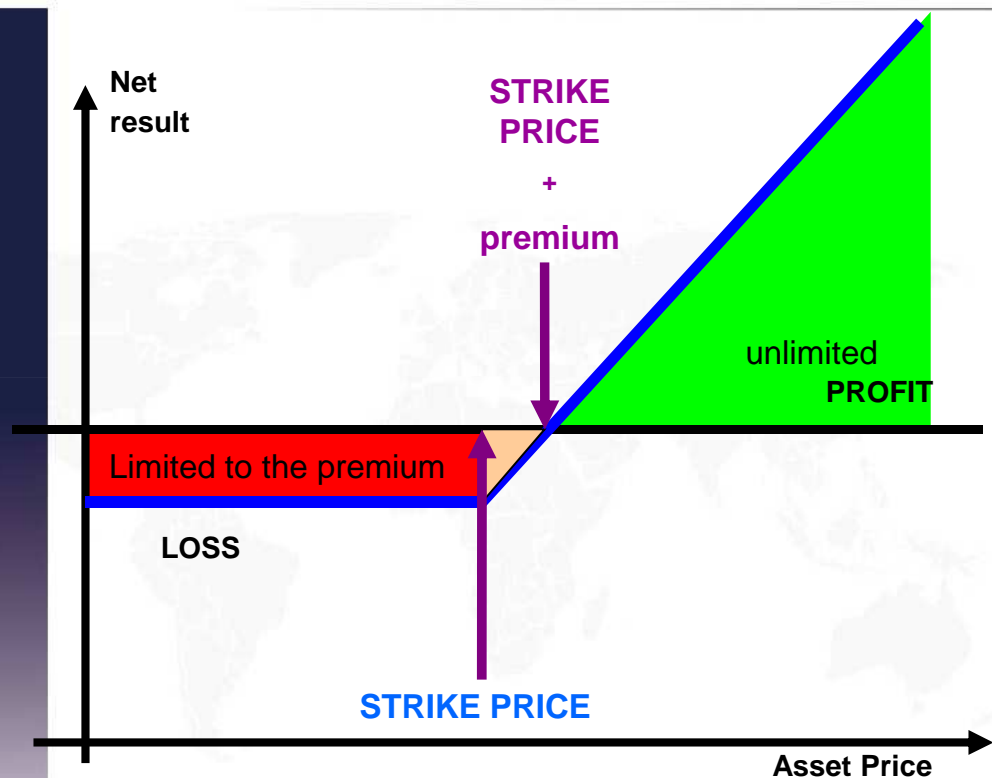 Net
result
STRIKE
PRICE
+
premium
unlimited
PROFIT
Limited to the premium
LOSS
STRIKE PRICE
Asset Price